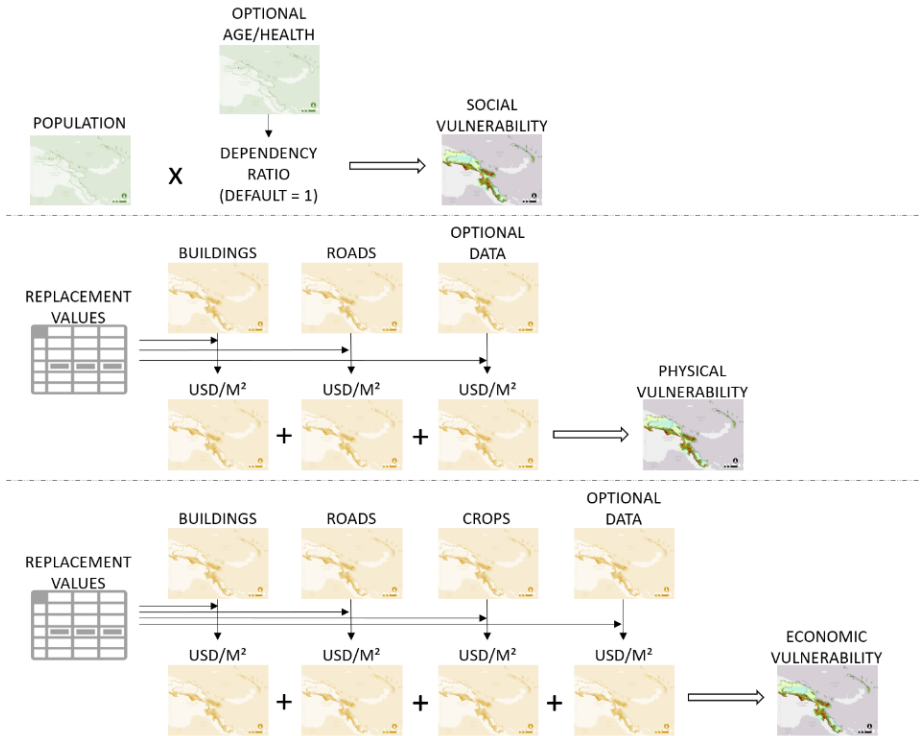 OPTIONAL
AGE/HEALTH
POPULATION
X
DEPENDENCY
RATIO
(DEFAULT = 1)
SOCIAL
VULNERABILITY
BUILDINGS
ROADS
OPTIONAL
DATA
REPLACEMENT
VALUES
USD/M²
USD/M²
USD/M²
+
+
PHYSICAL
VULNERABILITY
BUILDINGS
ROADS
CROPS
OPTIONAL
DATA
REPLACEMENT
VALUES
USD/M²
USD/M²
USD/M²
USD/M²
+
+
+
ECONOMIC
VULNERABILITY